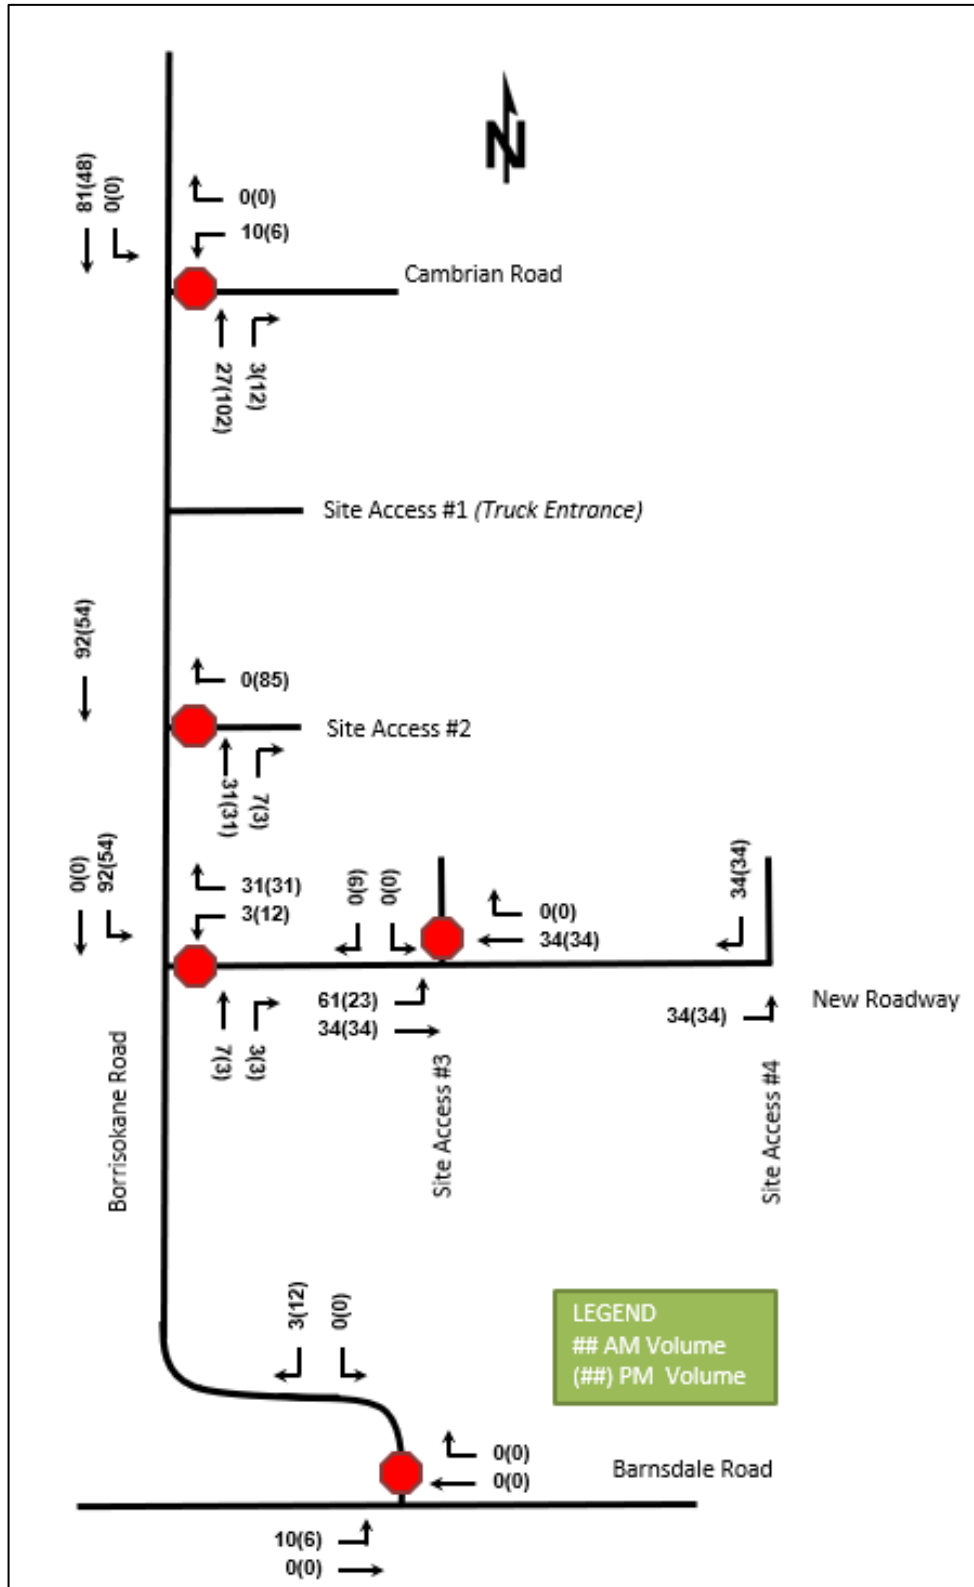 N
81(48)
0(0)
0(0)
10(6)
Cambrian Road
27(102)
3(12)
Site Access #1 (Truck Entrance)
92(54)
0(85)
Site Access #2
31(31)
7(3)
0(0)
92(54)
31(31)
3(12)
0(9)
0(0)
0(0)
34(34)
34(34)
61(23)
34(34)
34(34)
New Roadway
7(3)
3(3)
Borrisokane Road
Site Access #3
Site Access #4
3(12)
0(0)
LEGEND
## AM Volume
(##) PM Volume
0(0)
0(0)
Barnsdale Road
10(6)
0(0)